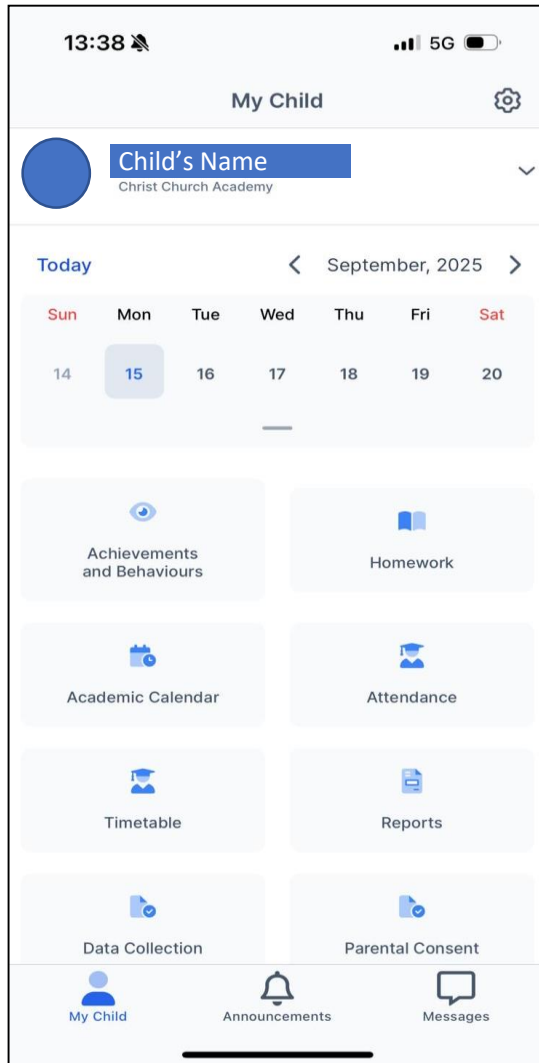 13:38
5G
My Child
Child's Name
Christ Church Academy
Today
September, 2025
Sun Mon Tue Wed Thu Fri Sat
14 15 16 17 18 19 20
Achievements
and Behaviours
Homework
Academic Calendar
Attendance
Timetable
Reports
Data Collection
Parental Consent
My Child
Announcements
Messages